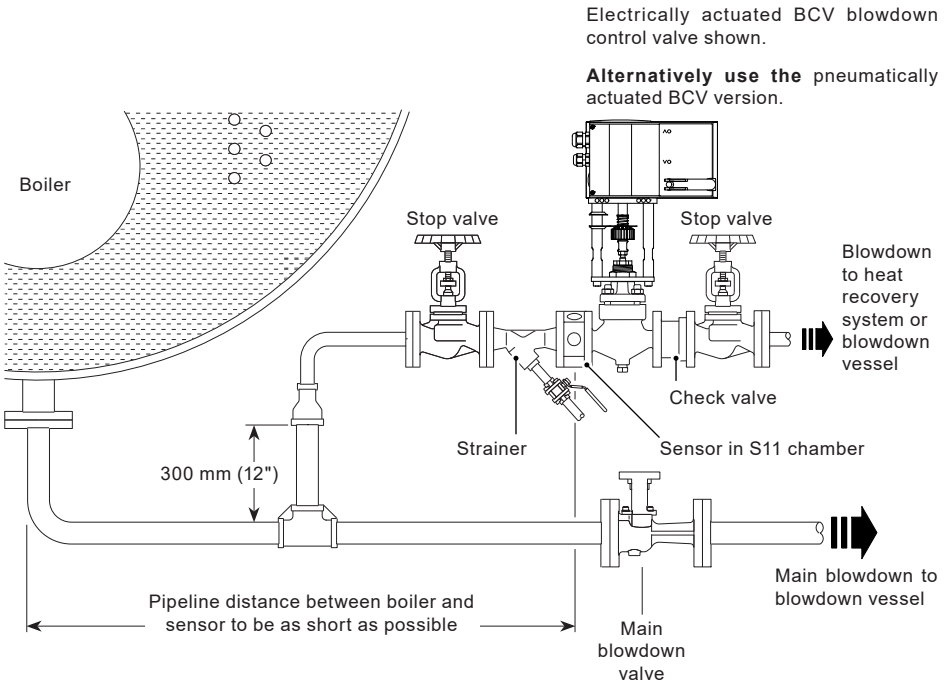 Electrically actuated BCV blowdown
control valve shown.
Alternatively use the pneumatically
actuated BCV version.
Boiler
Stop valve
Stop valve
Blowdown
to heat
recovery
system or
blowdown
vessel
Check valve
Strainer
Sensor in S11 chamber
300 mm (12")
Main blowdown to
blowdown vessel
Pipeline distance between boiler and
sensor to be as short as possible
Main
blowdown
valve